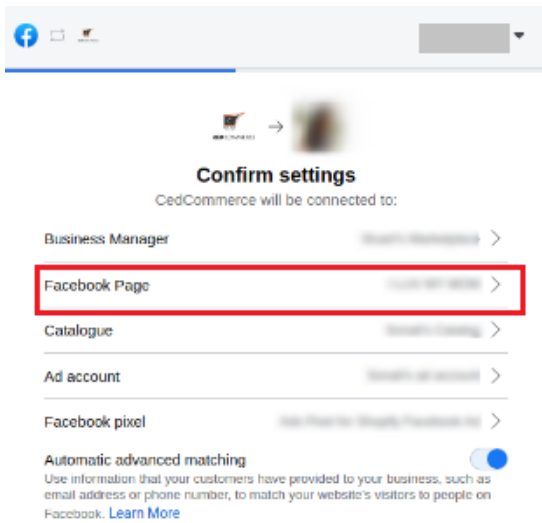 Confirm settings
CedCommerce will be connected to:
Business Manager
Facebook Page
Catalogue
Ad account
Facebook pixel
Automatic advanced matching
Use information that your customers have provided to your business, such as
email address or phone number, to match your website's visitors to people on
Facebook. Learn More